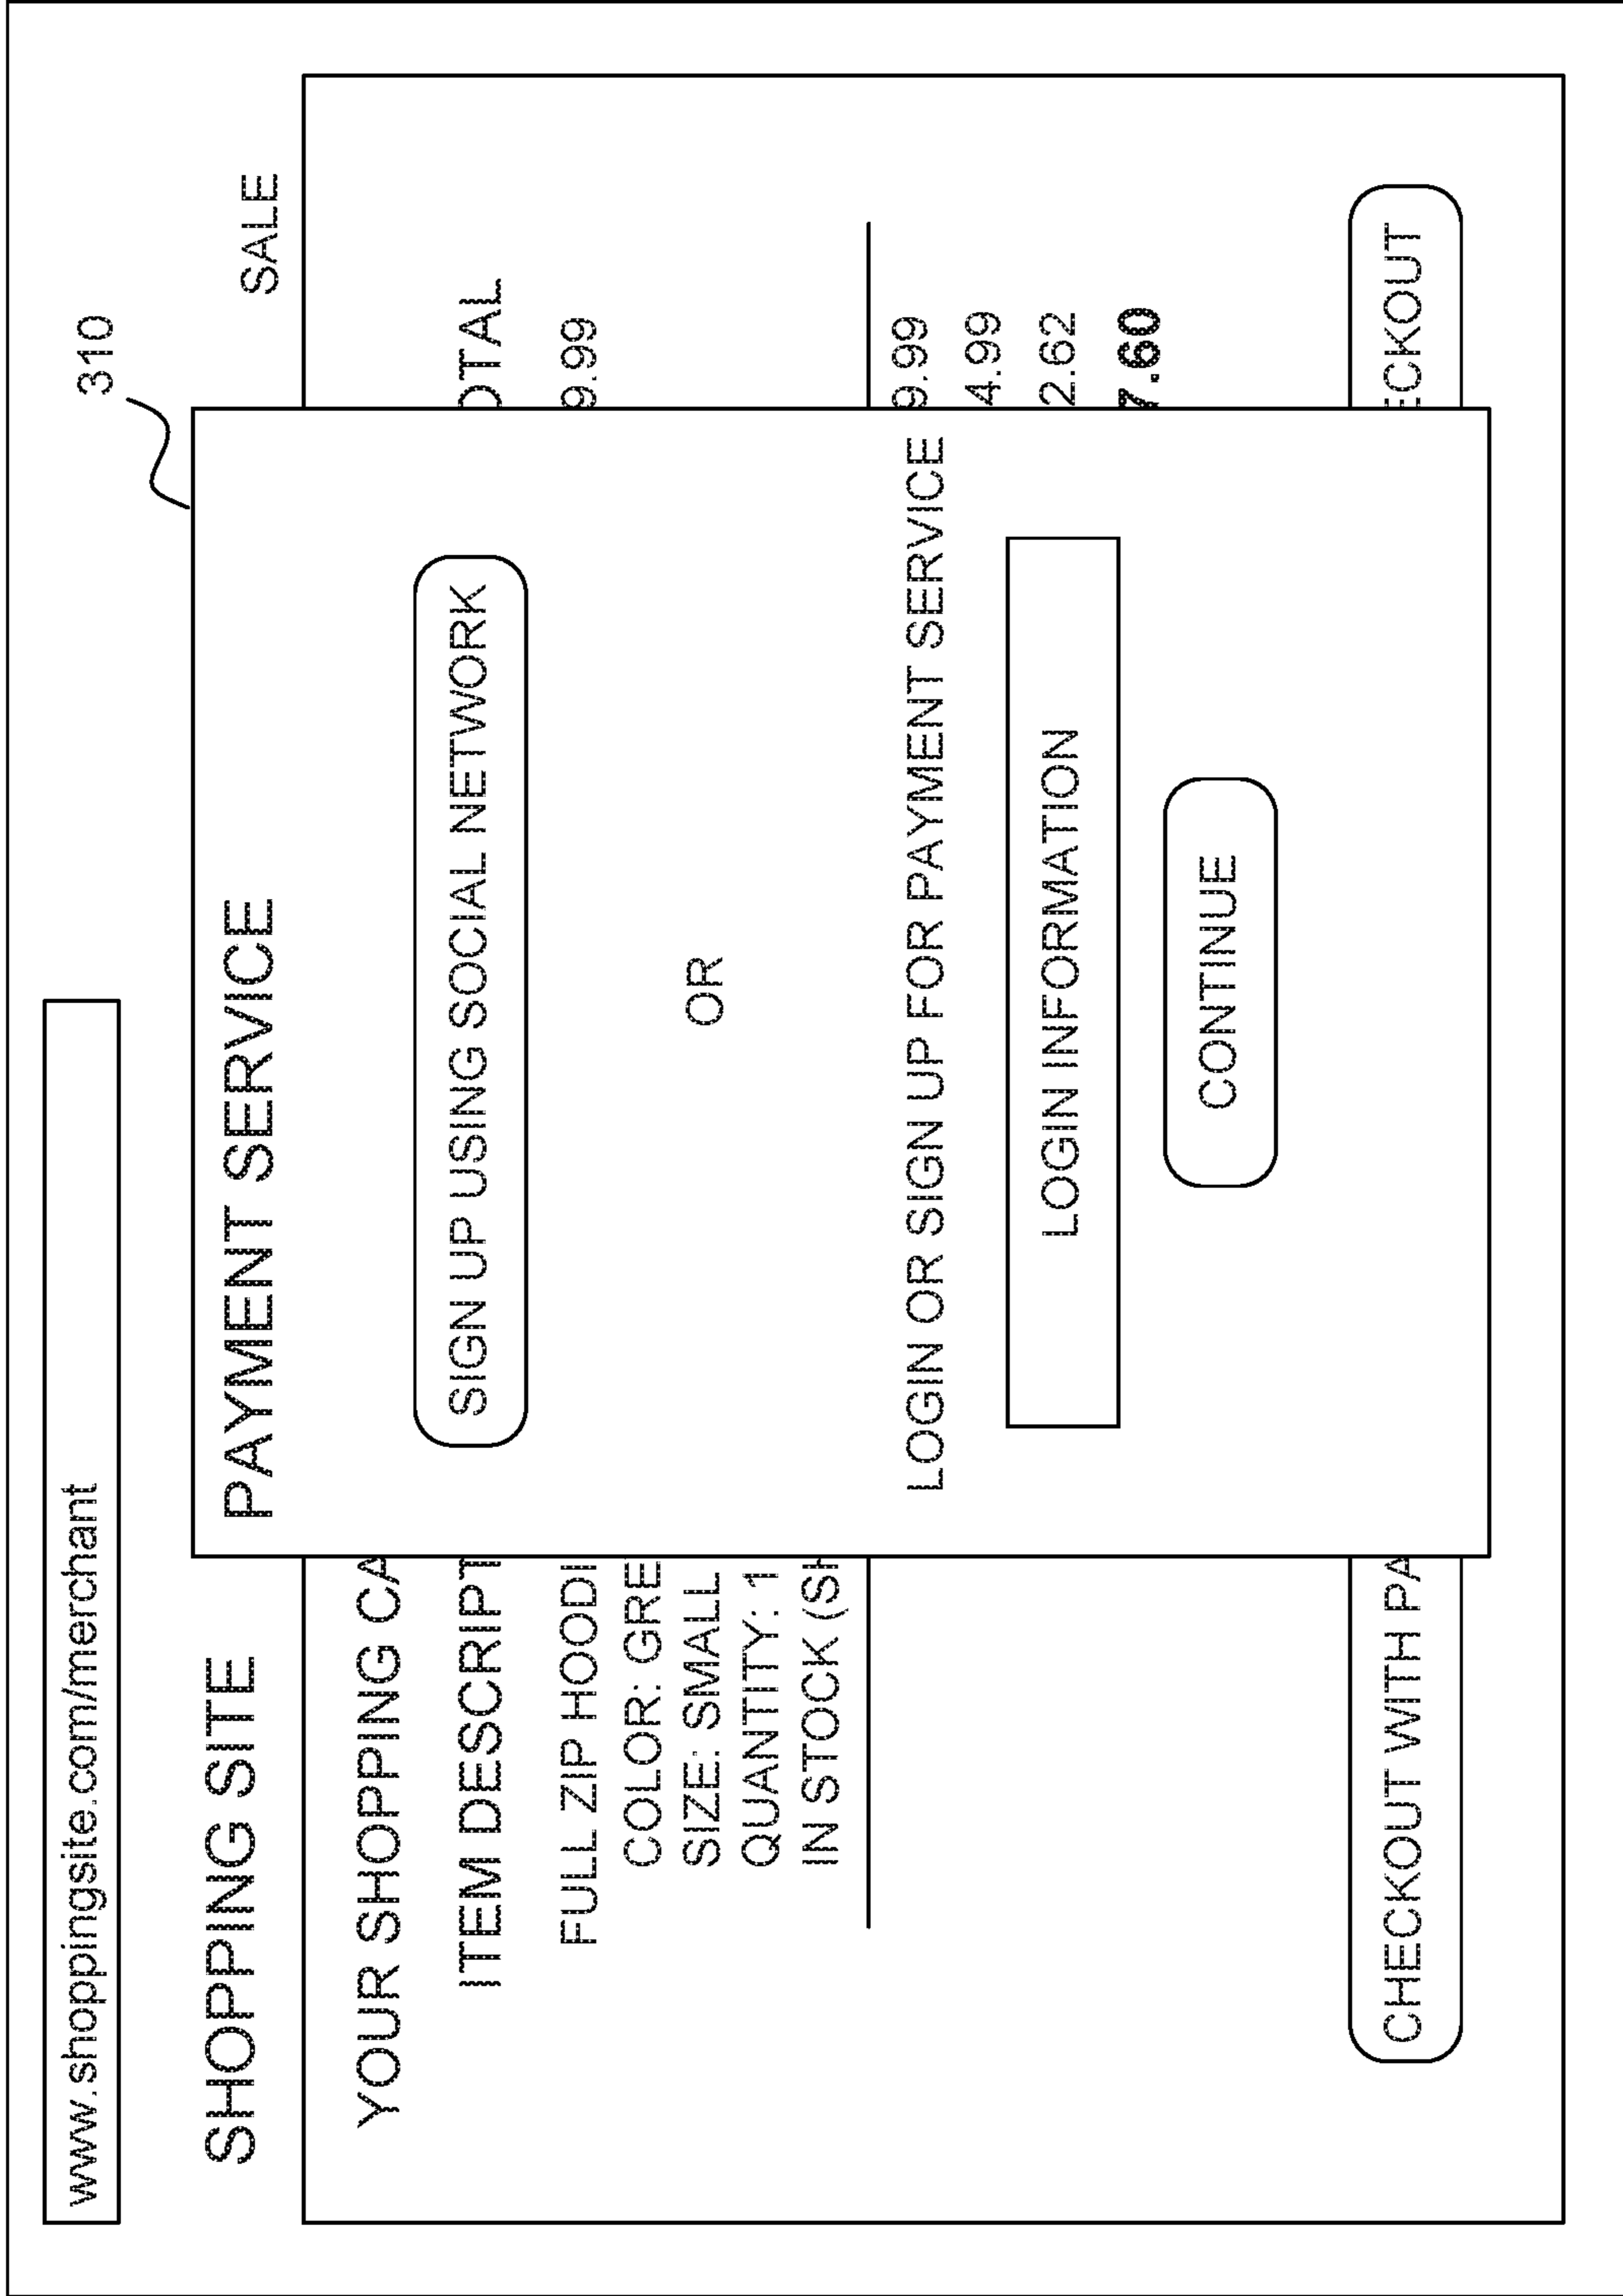 www.shoppingsite.com/merchant
310
SHOPPING SITE
SALE
PAYMENT SERVICE
YOUR SHOPPING CA
ITEM DESCRIPT
OTAL
SIGN UP USING SOCIAL NETWORK
FULL ZIP HOODI
9.99
COLOR: GRE
SIZE: SMALL
OR
QUANTITY: 1
IN STOCK (SH
9.99
LOGIN OR SIGN UP FOR PAYMENT SERVICE
4.99
LOGIN INFORMATION
2.62
7.60
CONTINUE
CHECKOUT WITH PA
ECKOUT